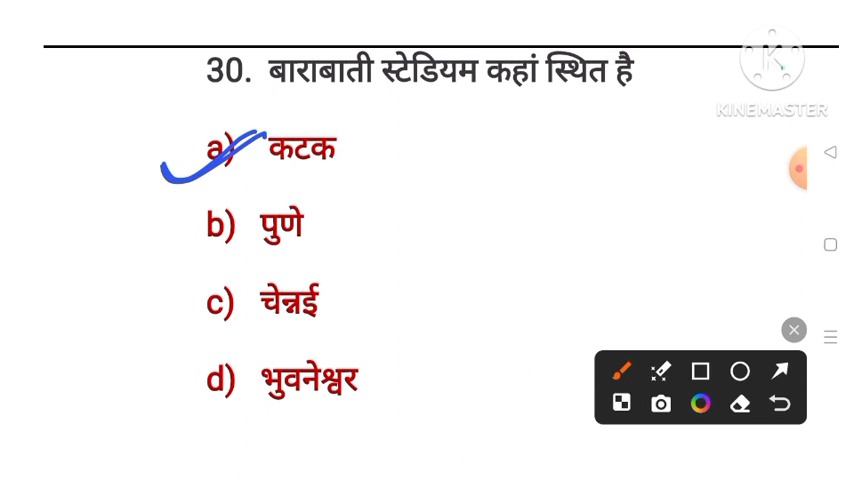 30. बाराबाती स्टेडियम कहां स्थित है
KINEMASTER
a) कटक
b) पुणे
c) चेन्नई
d) भुवनेश्वर